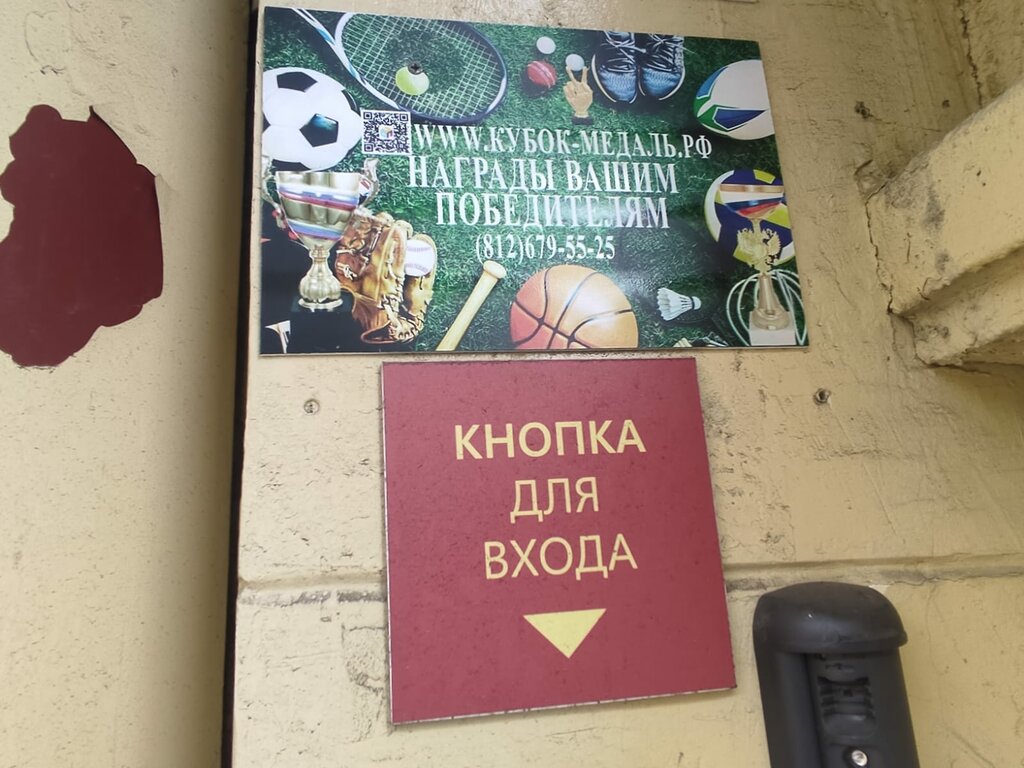 WWW.КУБОК-МЕДАЛЬ.РФ
НАГРАДЫ ВАШИМ
ПОБЕДИТЕЛЯМ
(812)679-55-25
КНОПКА
ДЛЯ
ВХОДА